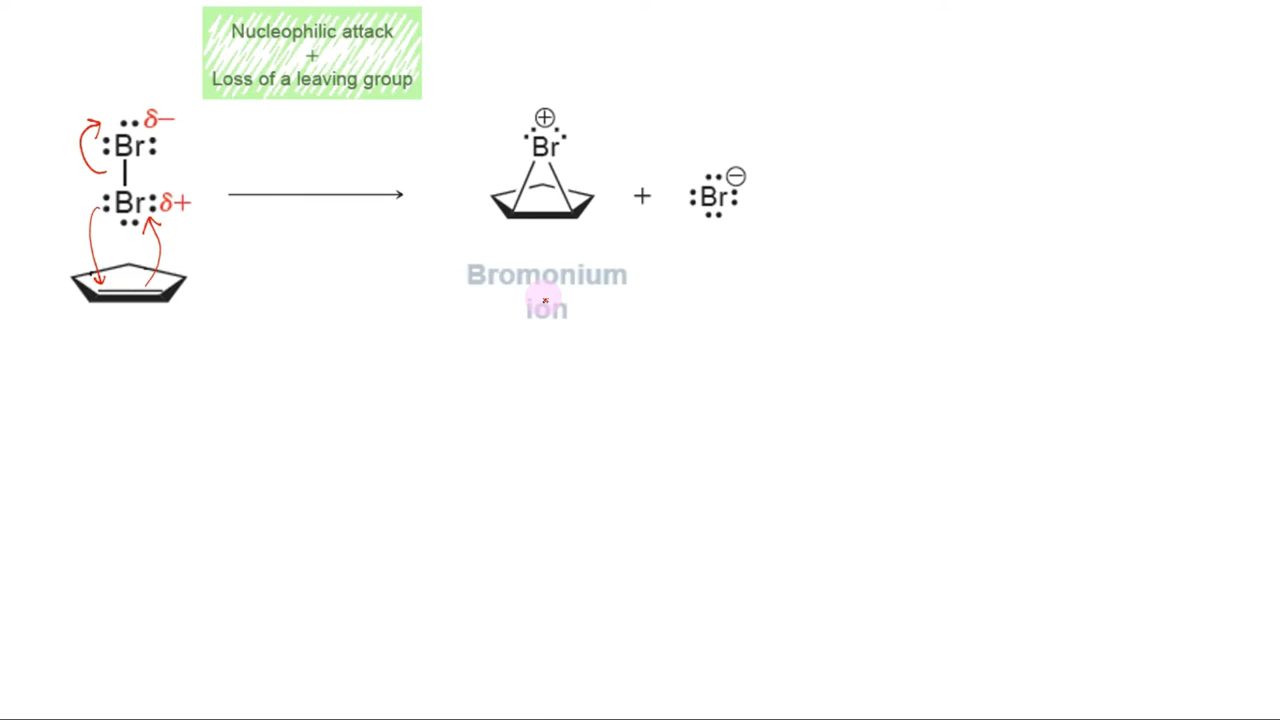 Nucleophilic attack
+
Loss of a leaving group
Br δ−
Br δ+
⊕
Br
+
Br ⊖
Bromonium
ion